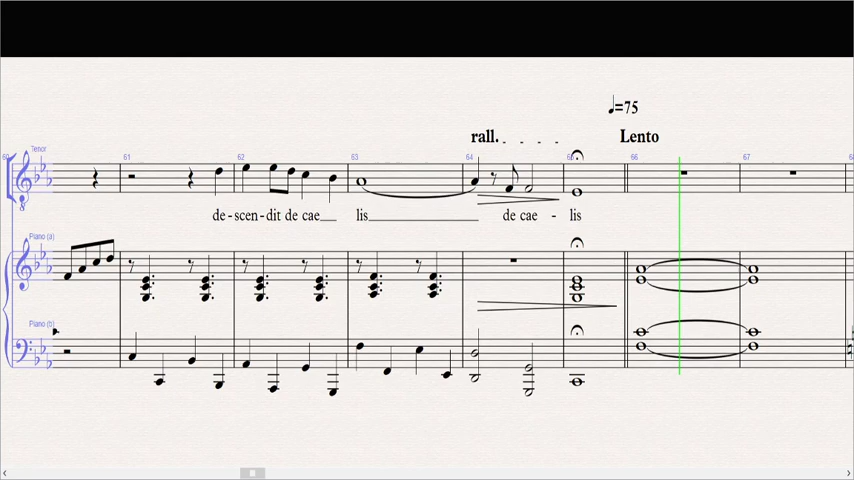 ♩=75
rall. Lento
Tenor
60 61 62 63 64 65 66 67
de-scen-dit de cae lis de cae - lis
Piano (a)
Piano (b)